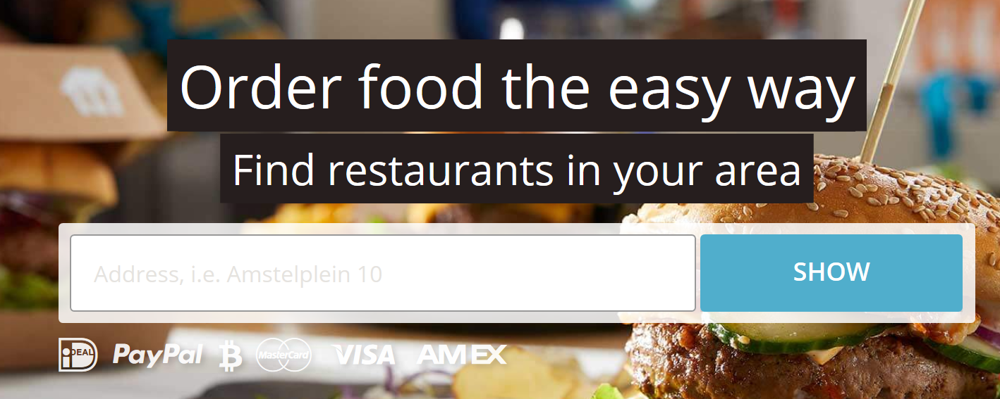 Order food the easy way
Find restaurants in your area
Address, i.e. Amstelplein 10
SHOW
iDEAL PayPal MasterCard VISA AMEX